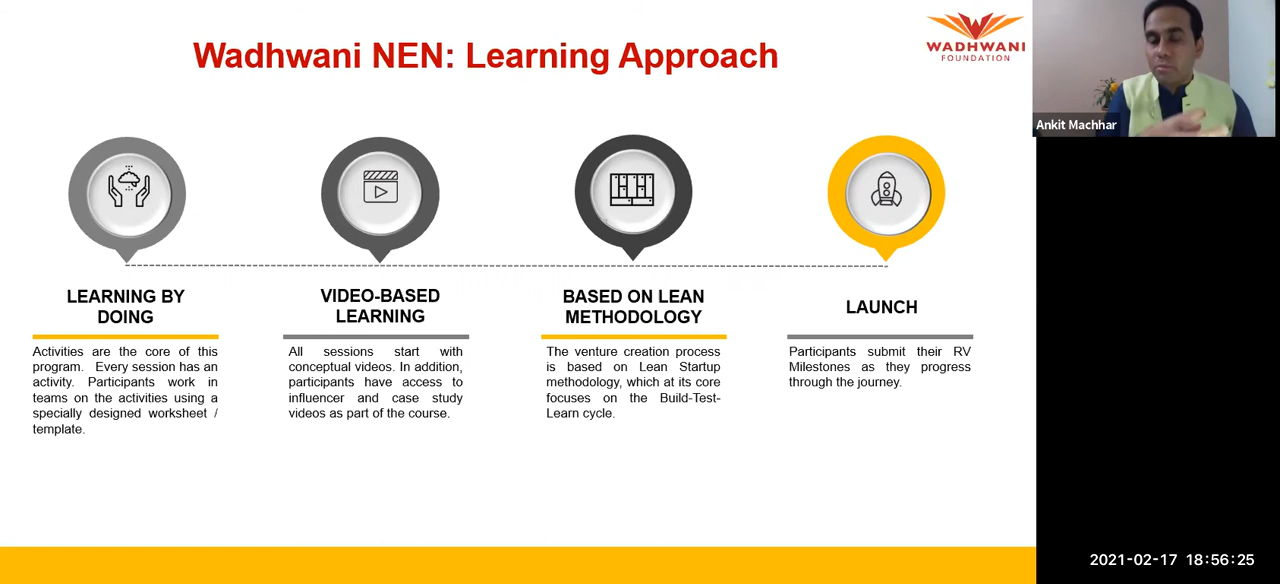 Wadhwani NEN: Learning Approach
WADHWANI
FOUNDATION
Ankit Machhar
LEARNING BY
DOING
Activities are the core of this
program. Every session has an
activity. Participants work in
teams on the activities using a
specially designed worksheet /
template.
VIDEO-BASED
LEARNING
All sessions start with
conceptual videos. In addition,
participants have access to
influencer and case study
videos as part of the course.
BASED ON LEAN
METHODOLOGY
The venture creation process
is based on Lean Startup
methodology, which at its core
focuses on the Build-Test-
Learn cycle.
LAUNCH
Participants submit their RV
Milestones as they progress
through the journey.
2021-02-17 18:56:25